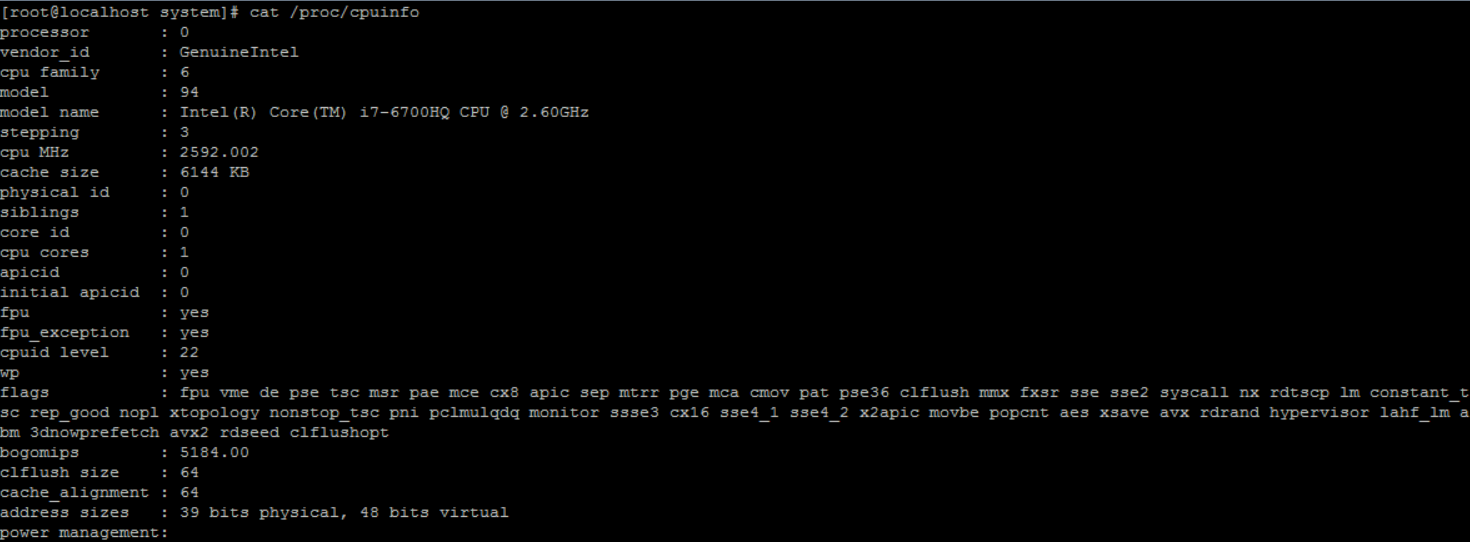 [root@localhost system]# cat /proc/cpuinfo
processor       : 0
vendor_id       : GenuineIntel
cpu family      : 6
model           : 94
model name      : Intel(R) Core(TM) i7-6700HQ CPU @ 2.60GHz
stepping        : 3
cpu MHz         : 2592.002
cache size      : 6144 KB
physical id     : 0
siblings        : 1
core id         : 0
cpu cores       : 1
apicid          : 0
initial apicid  : 0
fpu             : yes
fpu_exception   : yes
cpuid level     : 22
wp              : yes
flags           : fpu vme de pse tsc msr pae mce cx8 apic sep mtrr pge mca cmov pat pse36 clflush mmx fxsr sse sse2 syscall nx rdtscp lm constant_t
sc rep_good nopl xtopology nonstop_tsc pni pclmulqdq monitor ssse3 cx16 sse4_1 sse4_2 x2apic movbe popcnt aes xsave avx rdrand hypervisor lahf_lm a
bm 3dnowprefetch avx2 rdseed clflushopt
bogomips        : 5184.00
clflush size    : 64
cache_alignment : 64
address sizes   : 39 bits physical, 48 bits virtual
power management: